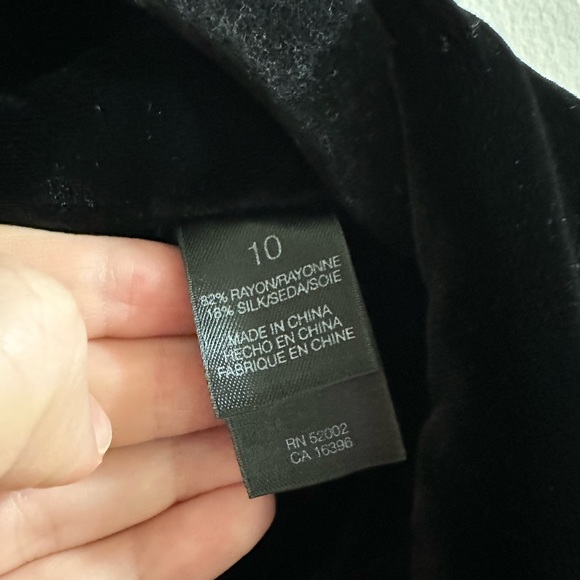 10
82% RAYON/RAYONNE
18% SILK/SEDA/SOIE
MADE IN CHINA
HECHO EN CHINA
FABRIQUE EN CHINE
RN 52002
CA 16396